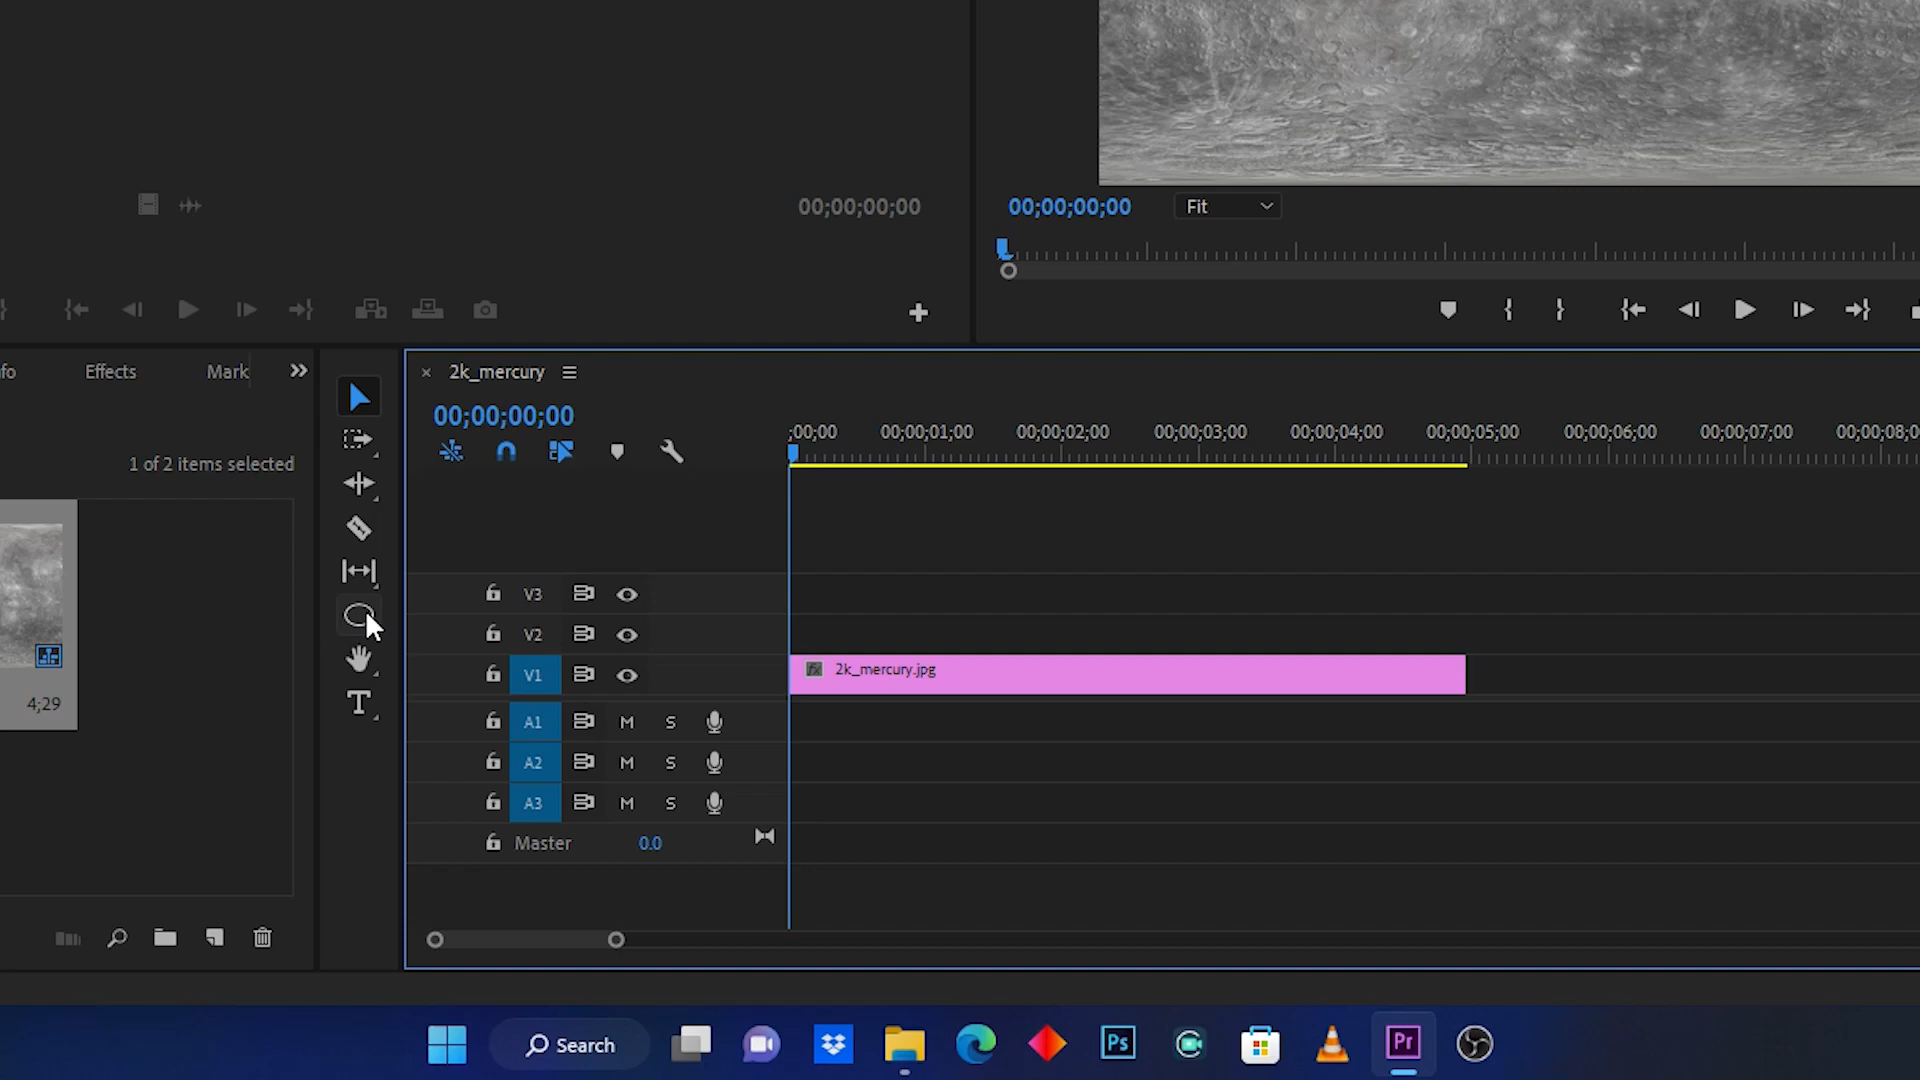 00;00;00;00
00;00;00;00
Fit
fo
Effects
Mark
2k_mercury
00;00;00;00
;00;00
00;00;01;00
00;00;02;00
00;00;03;00
00;00;04;00
00;00;05;00
00;00;06;00
00;00;07;00
00;00;08;0
1 of 2 items selected
V3
V2
V1
2k_mercury.jpg
4;29
T
A1 M S
A2 M S
A3 M S
Master 0.0
Search
Ps
Pr